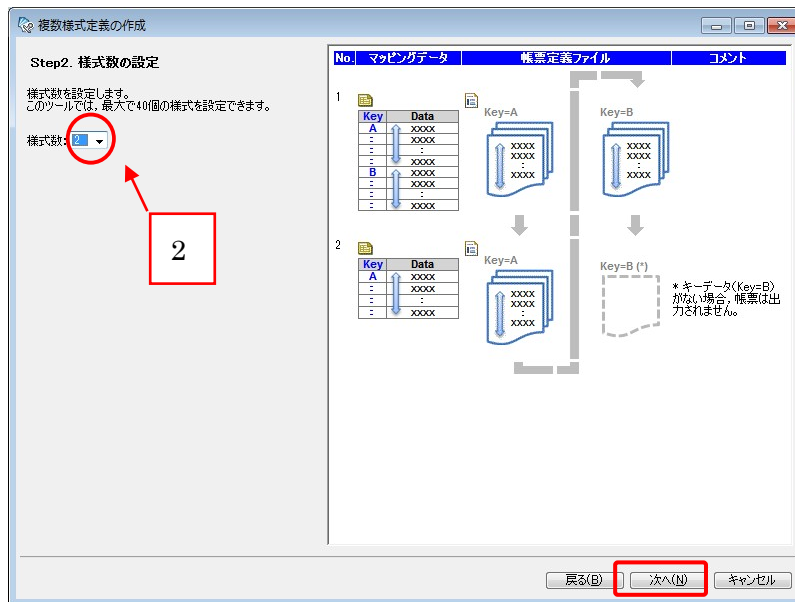 複数様式定義の作成
Step2. 様式数の設定
様式数を設定します。
このツールでは, 最大で40個の様式を設定できます。
様式数: 2
2
No. マッピングデータ 帳票定義ファイル コメント
1
Key Data
A xxxx
: xxxx
: :
: xxxx
B xxxx
: xxxx
: :
: xxxx
Key=A
xxxx
xxxx
:
xxxx
Key=B
xxxx
xxxx
:
xxxx
2
Key Data
A xxxx
: xxxx
: :
: xxxx
Key=A
xxxx
xxxx
:
xxxx
Key=B (*)
* キーデータ(Key=B)
がない場合, 帳票は出
力されません。
戻る(B) 次へ(N) キャンセル